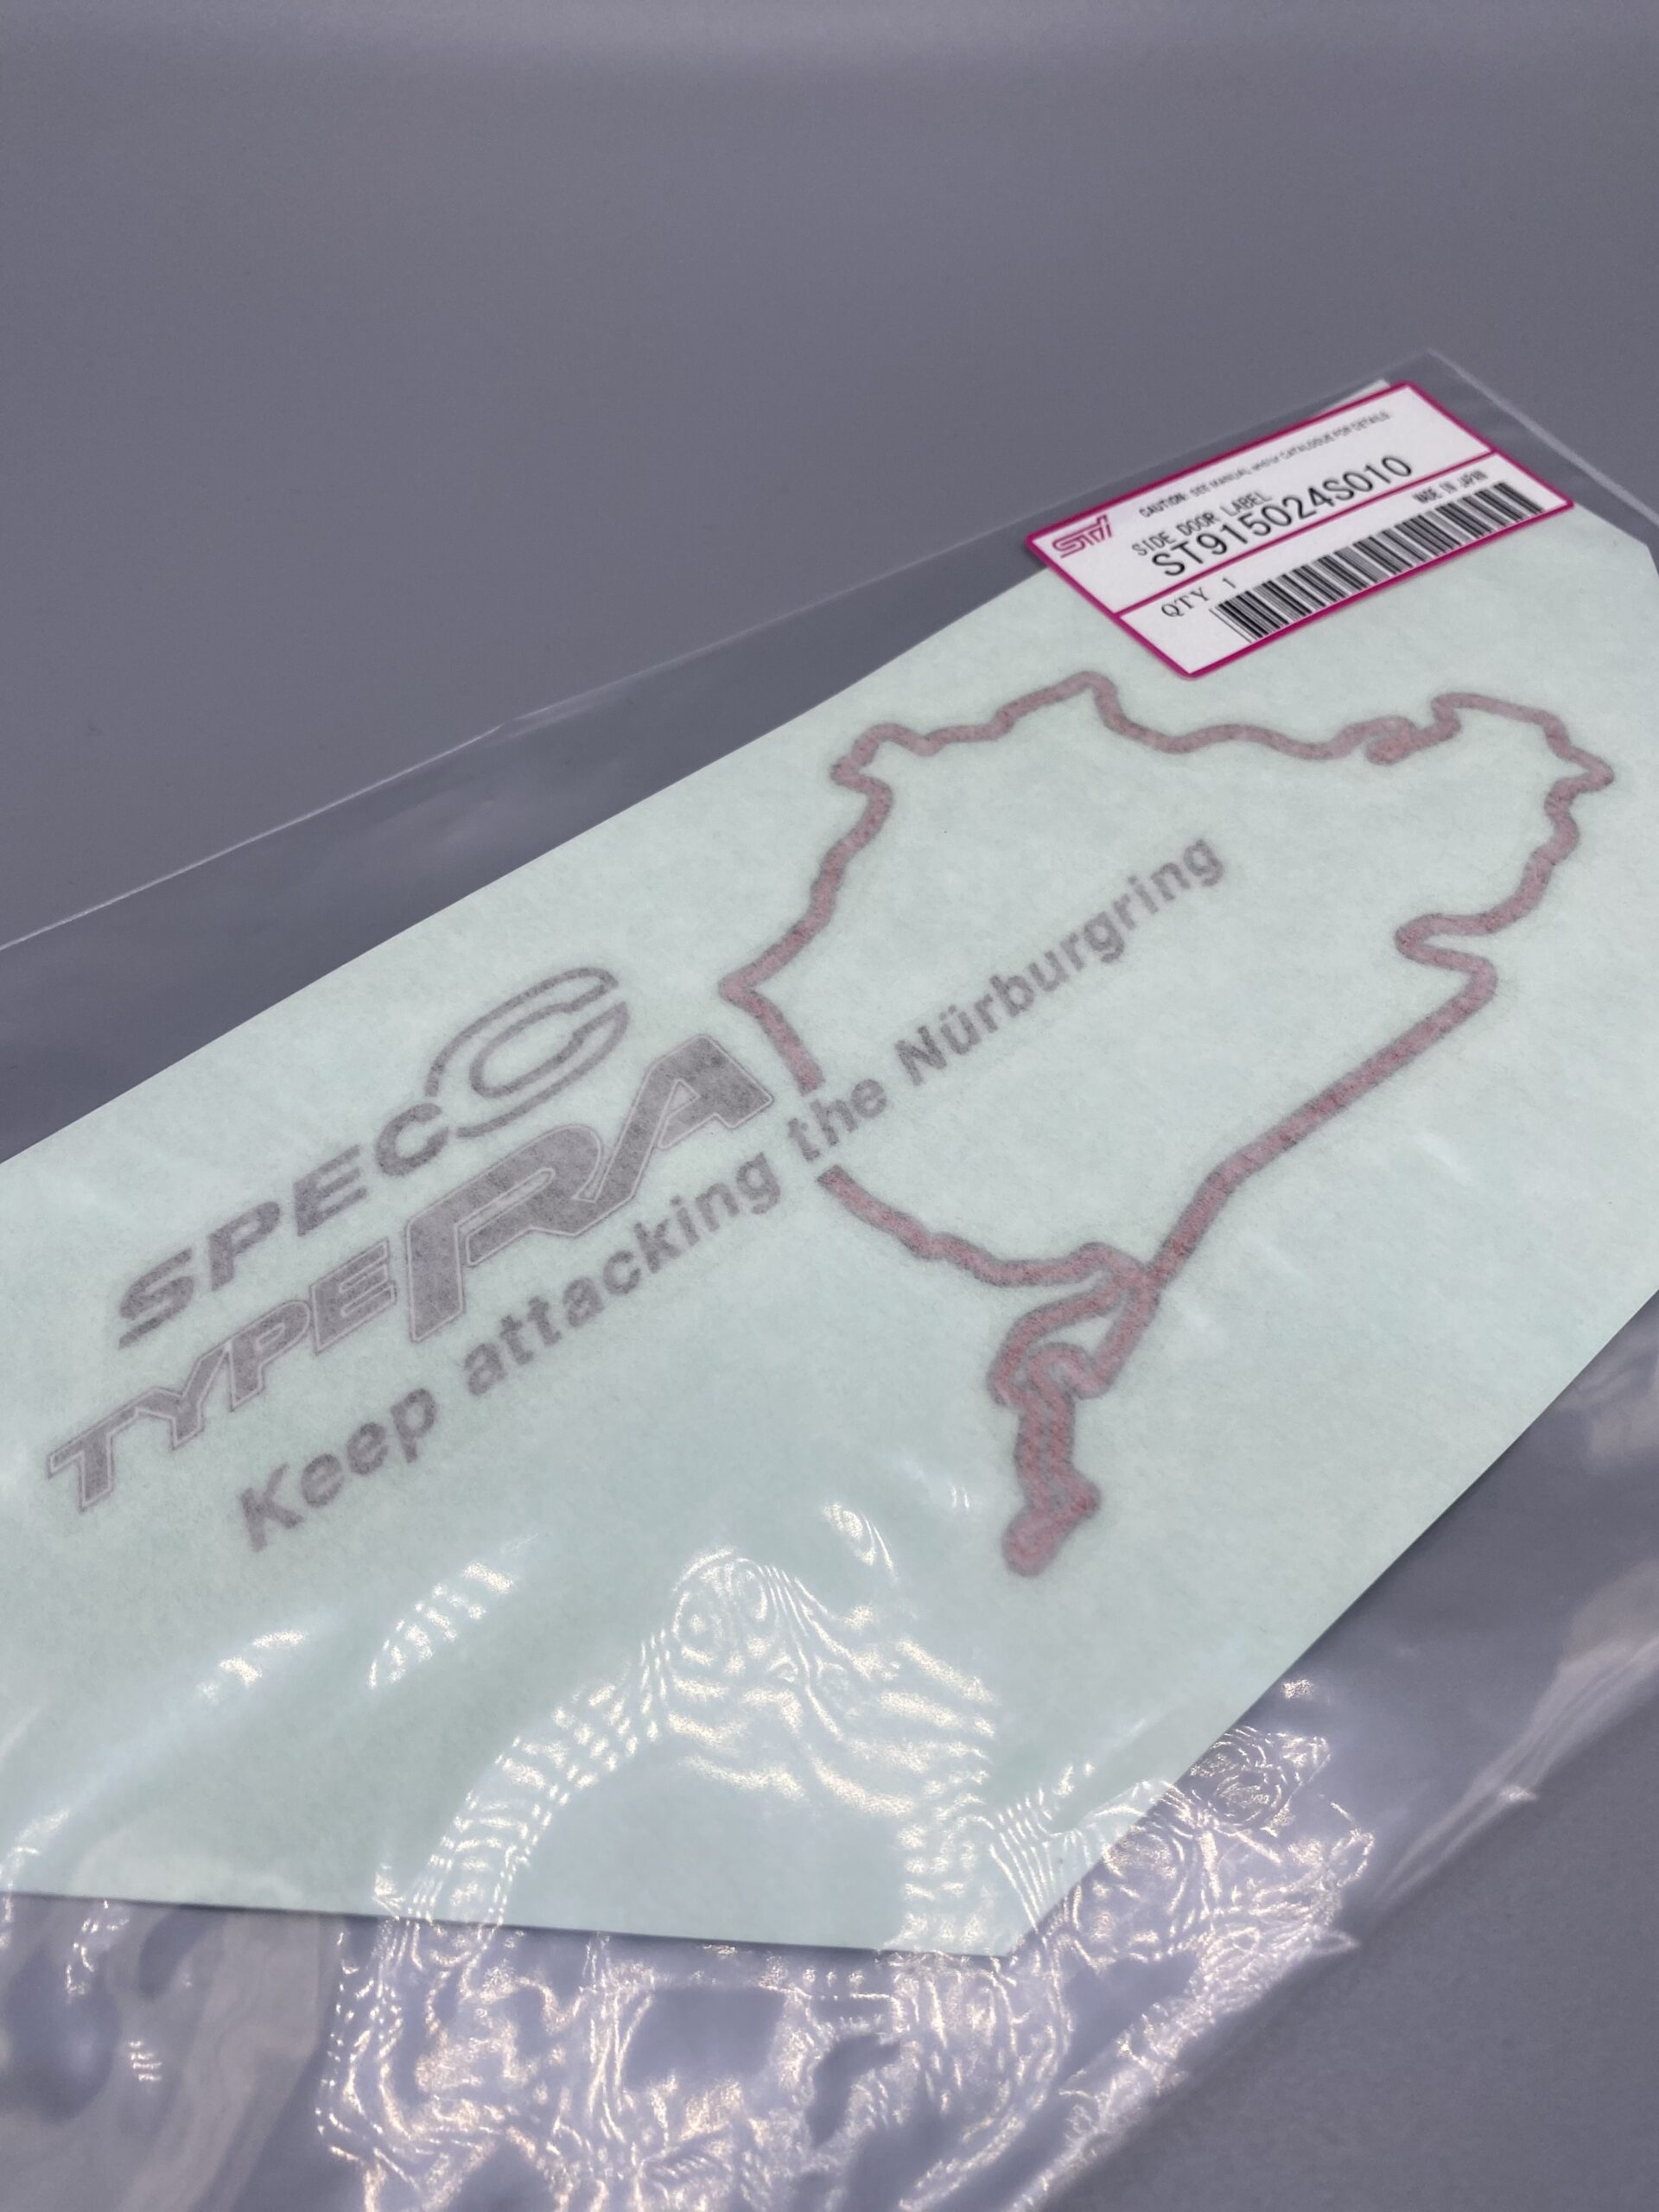 CAUTION: SEE MANUAL and/or CATALOGUE FOR DETAILS
STI
SIDE DOOR LABEL
ST915024S010
MADE IN JAPAN
QTY 1
SPEC C
TYPE RA
Keep attacking the Nürburgring